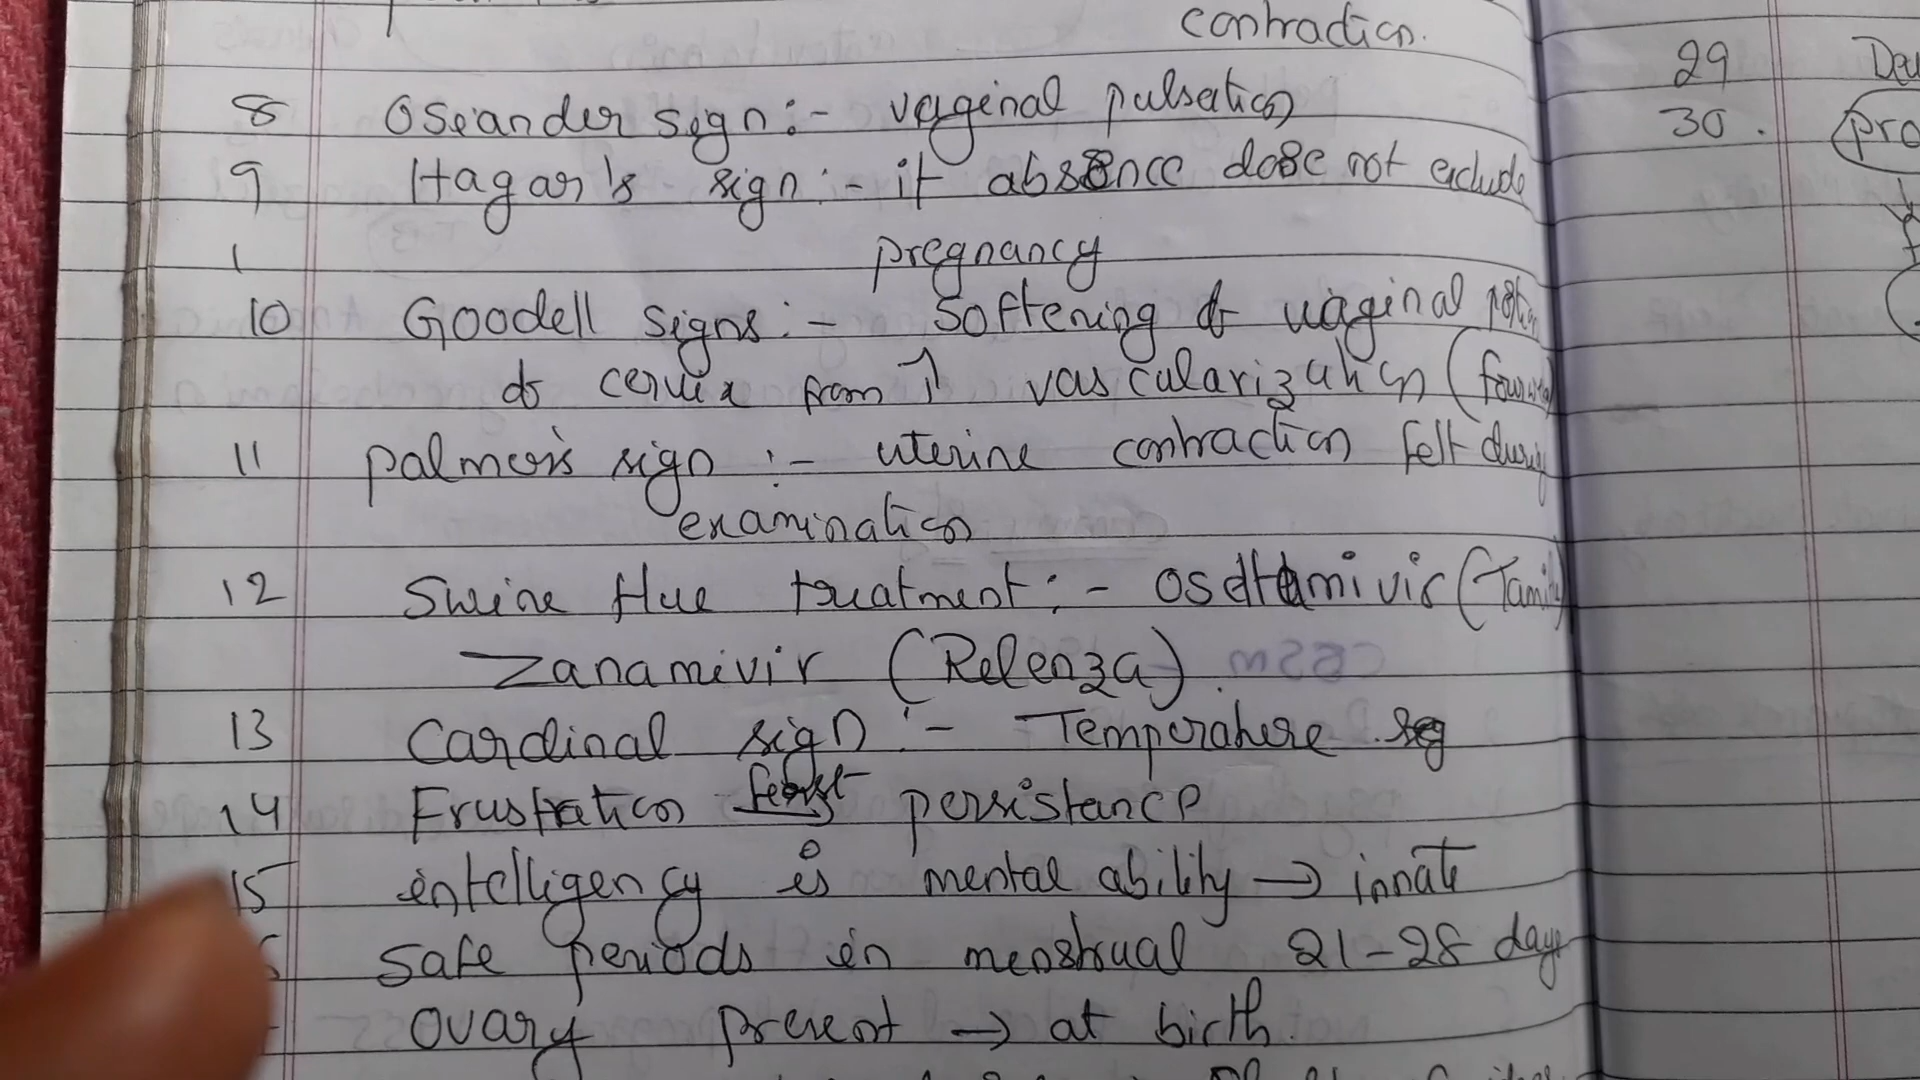 contraction.
8 Oseander sign :- vaginal pulsation
9 Hagar's sign :- it absence dose not exclude
pregnancy
10 Goodell signs :- Softening of vaginal
of cervix from ↑ vascularization (
11 palmer's sign :- uterine contraction felt during
examination
12 Swine flue treatment :- Oseltamivir (
Zanamivir (Relenza).
13 Cardinal sign :- Temperature
14 Frustration persistance
15 intelligency is mental ability → innate
safe periods in menstrual 21-28 days
Ovary present → at birth.
29
30.